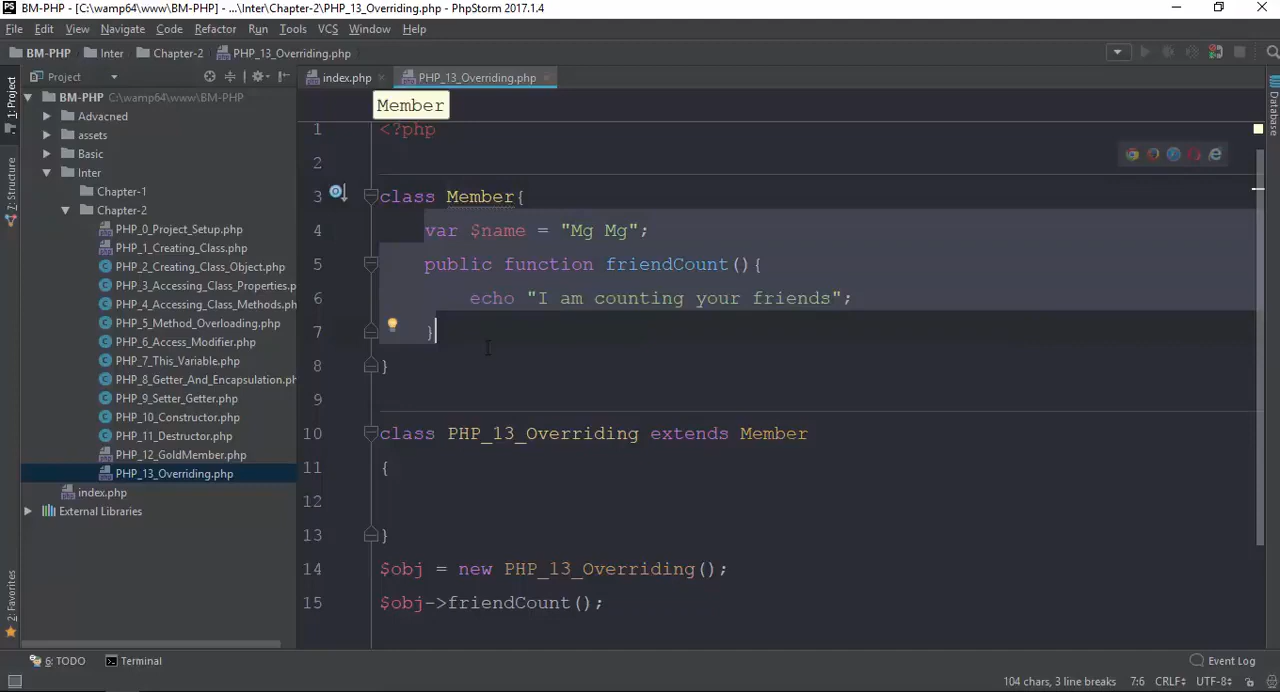 BM-PHP - [C:\wamp64\www\BM-PHP] - ...\Inter\Chapter-2\PHP_13_Overriding.php - PhpStorm 2017.1.4
File Edit View Navigate Code Refactor Run Tools VCS Window Help
BM-PHP Inter Chapter-2 PHP_13_Overriding.php
Project
index.php
PHP_13_Overriding.php
1: Project
7: Structure
2: Favorites
Database
BM-PHP C:\wamp64\www\BM-PHP
Advacned
assets
Basic
Inter
Chapter-1
Chapter-2
PHP_0_Project_Setup.php
PHP_1_Creating_Class.php
PHP_2_Creating_Class_Object.php
PHP_3_Accessing_Class_Properties.p
PHP_4_Accessing_Class_Methods.ph
PHP_5_Method_Overloading.php
PHP_6_Access_Modifier.php
PHP_7_This_Variable.php
PHP_8_Getter_And_Encapsulation.ph
PHP_9_Setter_Getter.php
PHP_10_Constructor.php
PHP_11_Destructor.php
PHP_12_GoldMember.php
PHP_13_Overriding.php
index.php
External Libraries
Member
1 <?php
2
3 class Member{
4 var $name = "Mg Mg";
5 public function friendCount(){
6 echo "I am counting your friends";
7 }
8 }
9
10 class PHP_13_Overriding extends Member
11 {
12
13 }
14 $obj = new PHP_13_Overriding();
15 $obj->friendCount();
6: TODO Terminal Event Log
104 chars, 3 line breaks 7:6 CRLF UTF-8